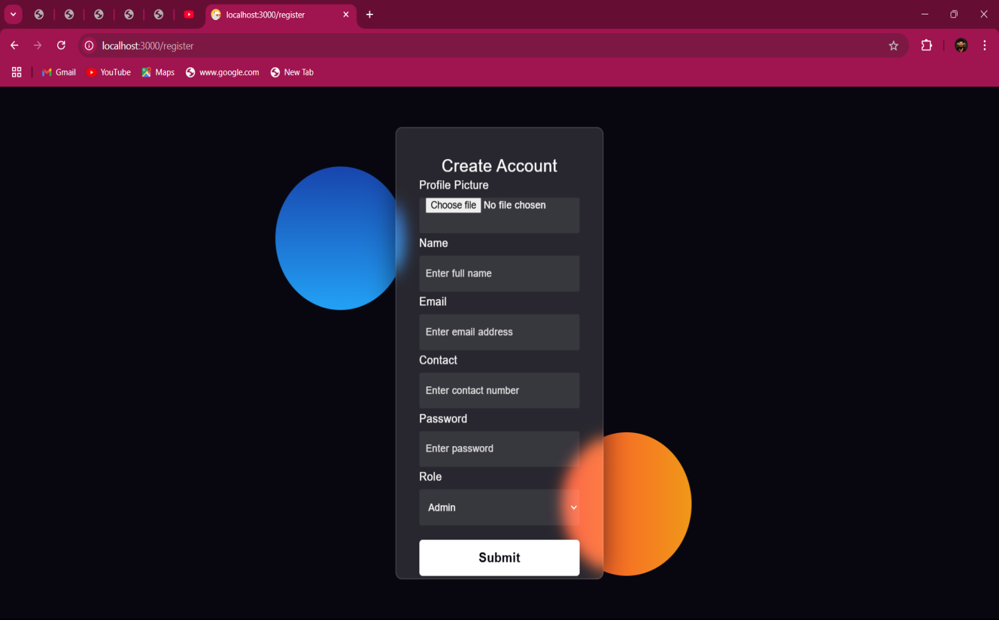 localhost:3000/register
localhost:3000/register
Gmail YouTube Maps www.google.com New Tab
Create Account
Profile Picture
Choose file No file chosen
Name
Enter full name
Email
Enter email address
Contact
Enter contact number
Password
Enter password
Role
Admin
Submit